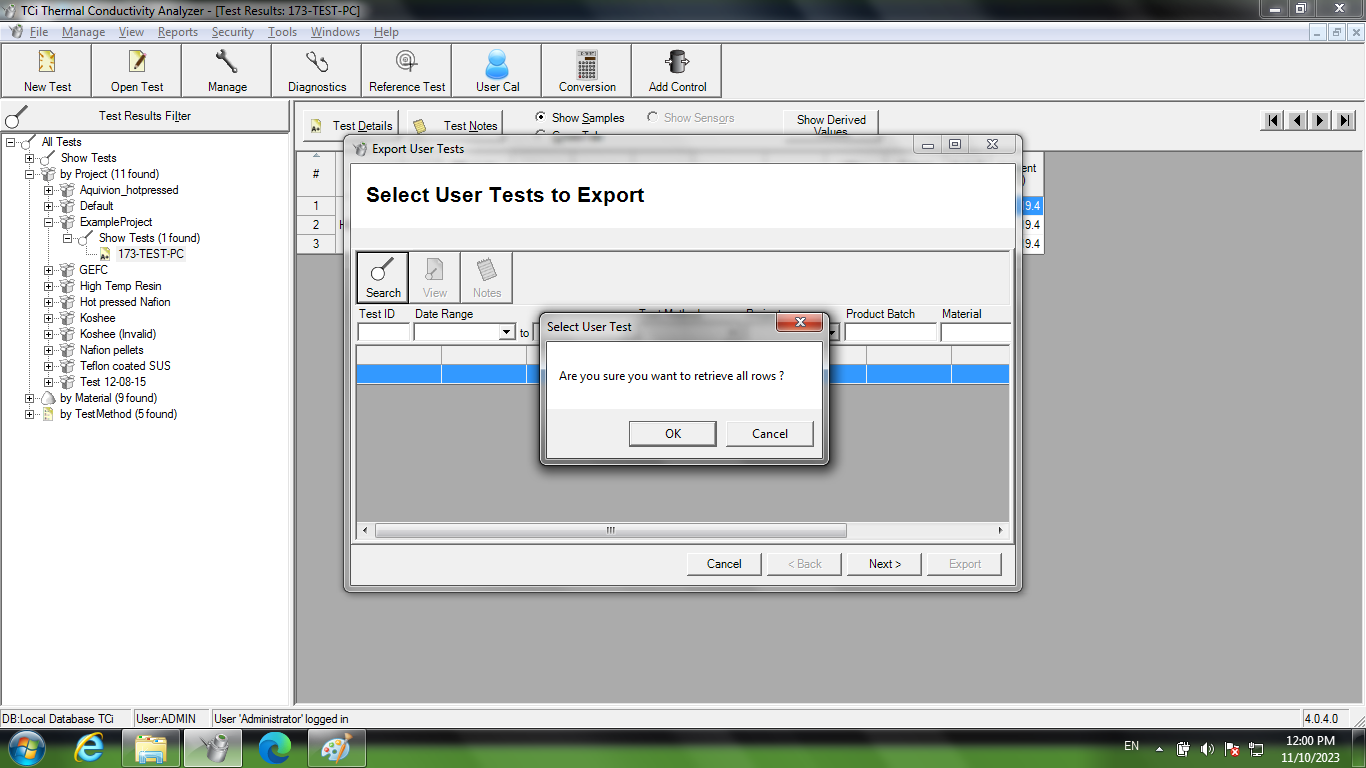 TCi Thermal Conductivity Analyzer - [Test Results: 173-TEST-PC]
File Manage View Reports Security Tools Windows Help
New Test Open Test Manage Diagnostics Reference Test User Cal Conversion Add Control
Test Results Filter
Test Details Test Notes Show Samples Show Sensors Show Derived
Values
All Tests
Show Tests
by Project (11 found)
Aquivion_hotpressed
Default
ExampleProject
Show Tests (1 found)
173-TEST-PC
GEFC
High Temp Resin
Hot pressed Nafion
Koshee
Koshee (Invalid)
Nafion pellets
Teflon coated SUS
Test 12-08-15
by Material (9 found)
by TestMethod (5 found)
#
1 9.4
2 9.4
3 9.4
Export User Tests
Select User Tests to Export
Search View Notes
Test ID Date Range Product Batch Material
to
Select User Test
Are you sure you want to retrieve all rows ?
OK Cancel
Cancel < Back Next > Export
DB:Local Database TCi User:ADMIN User 'Administrator' logged in 4.0.4.0
EN 12:00 PM
11/10/2023